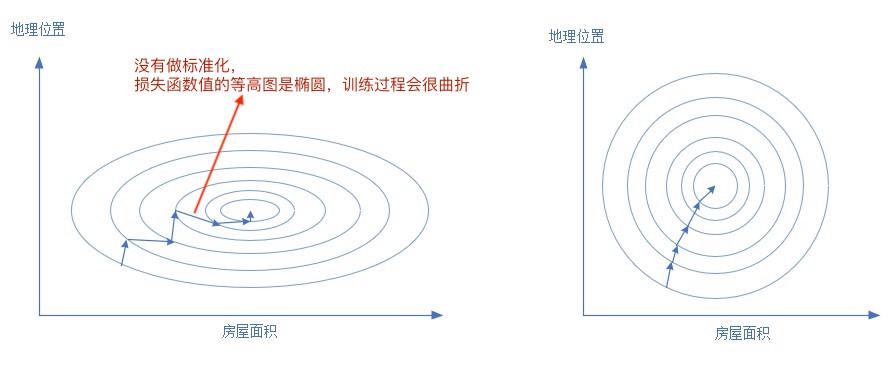 地理位置
没有做标准化，
损失函数值的等高图是椭圆，训练过程会很曲折
房屋面积
地理位置
房屋面积